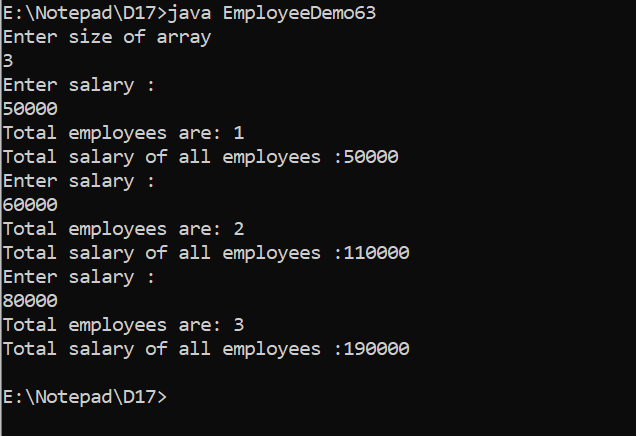 E:\Notepad\D17>java EmployeeDemo63
Enter size of array
3
Enter salary :
50000
Total employees are: 1
Total salary of all employees :50000
Enter salary :
60000
Total employees are: 2
Total salary of all employees :110000
Enter salary :
80000
Total employees are: 3
Total salary of all employees :190000
E:\Notepad\D17>